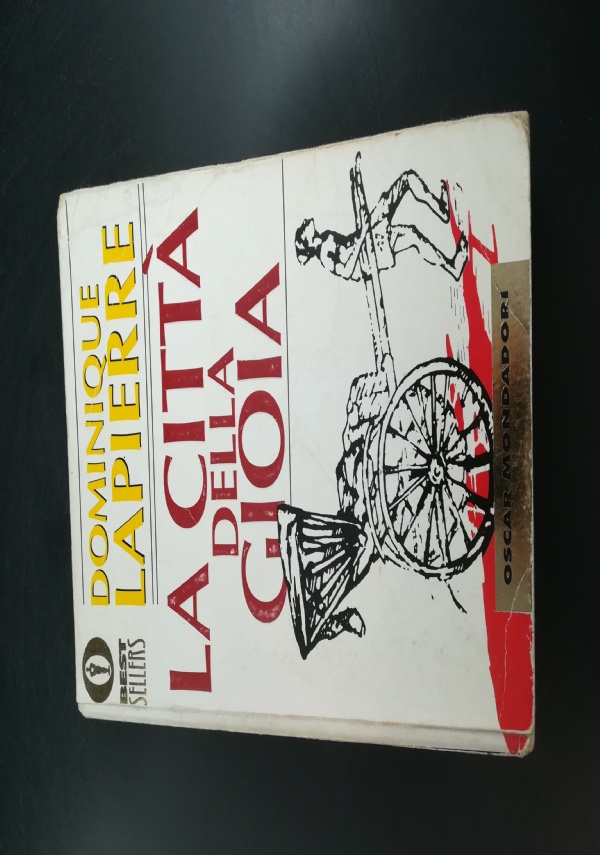 BEST
SELLERS
DOMINIQUE
LAPIERRE
LA CITTÀ
DELLA
GIOIA
OSCAR MONDADORI